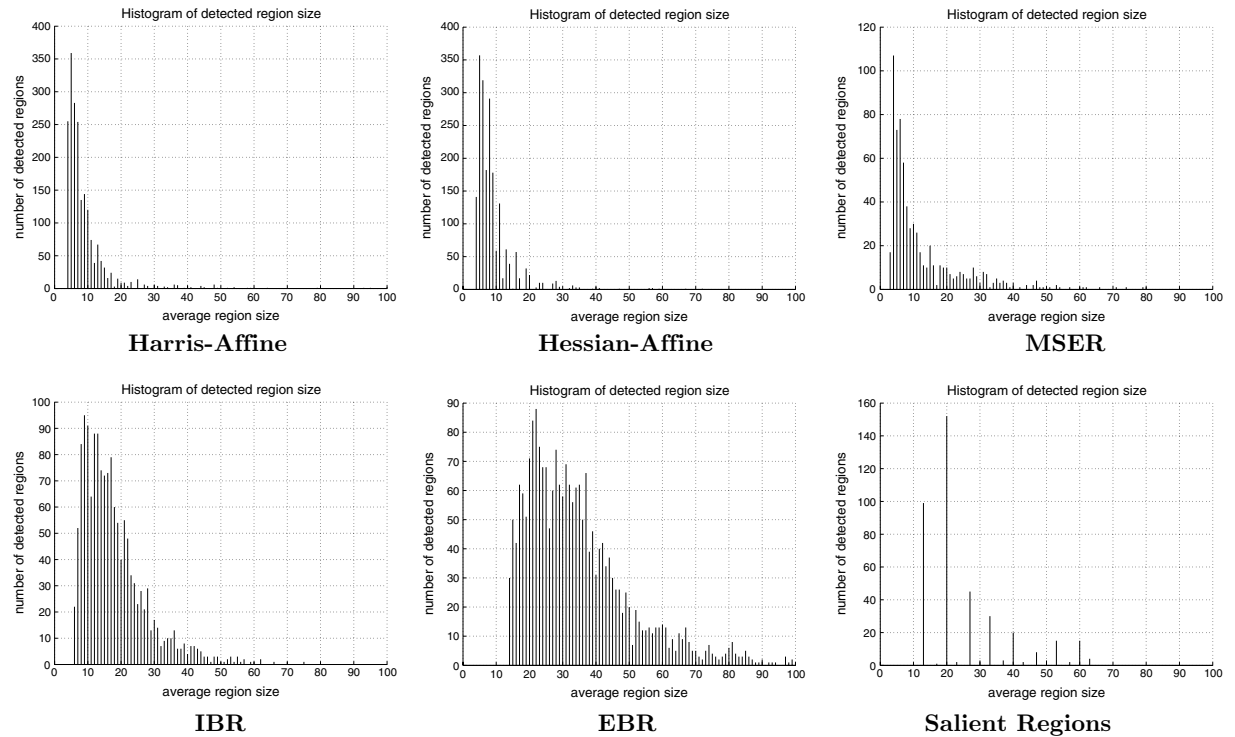 Histogram of detected region size
number of detected regions
400
350
300
250
200
150
100
50
0
0 10 20 30 40 50 60 70 80 90 100
average region size
Harris-Affine
Histogram of detected region size
number of detected regions
400
350
300
250
200
150
100
50
0
0 10 20 30 40 50 60 70 80 90 100
average region size
Hessian-Affine
Histogram of detected region size
number of detected regions
120
100
80
60
40
20
0
0 10 20 30 40 50 60 70 80 90 100
average region size
MSER
Histogram of detected region size
number of detected regions
100
90
80
70
60
50
40
30
20
10
0
0 10 20 30 40 50 60 70 80 90 100
average region size
IBR
Histogram of detected region size
number of detected regions
90
80
70
60
50
40
30
20
10
0
0 10 20 30 40 50 60 70 80 90 100
average region size
EBR
Histogram of detected region size
number of detected regions
160
140
120
100
80
60
40
20
0
0 10 20 30 40 50 60 70 80 90 100
average region size
Salient Regions